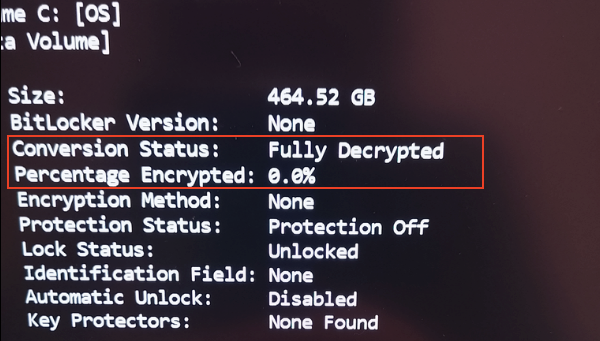 me C: [OS]
a Volume]
Size: 464.52 GB
BitLocker Version: None
Conversion Status: Fully Decrypted
Percentage Encrypted: 0.0%
Encryption Method: None
Protection Status: Protection Off
Lock Status: Unlocked
Identification Field: None
Automatic Unlock: Disabled
Key Protectors: None Found